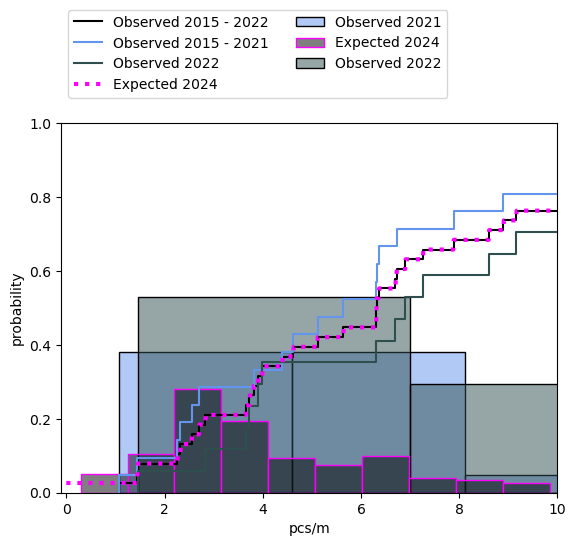 Observed 2015 - 2022
Observed 2015 - 2021
Observed 2022
Expected 2024
Observed 2021
Expected 2024
Observed 2022
1.0
0.8
0.6
0.4
0.2
0.0
probability
0 2 4 6 8 10
pcs/m